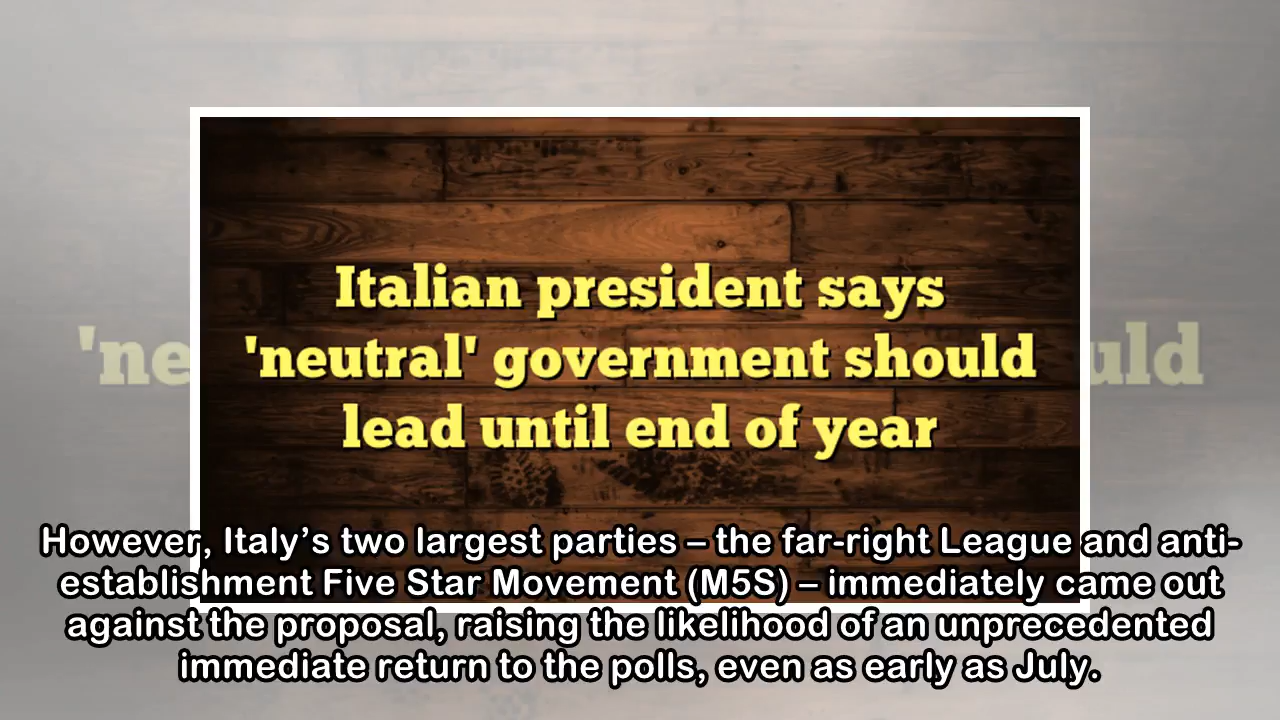 Italian president says
'neutral' government should
lead until end of year
'ne
uld
However, Italy’s two largest parties – the far-right League and anti-
establishment Five Star Movement (M5S) – immediately came out
against the proposal, raising the likelihood of an unprecedented
immediate return to the polls, even as early as July.